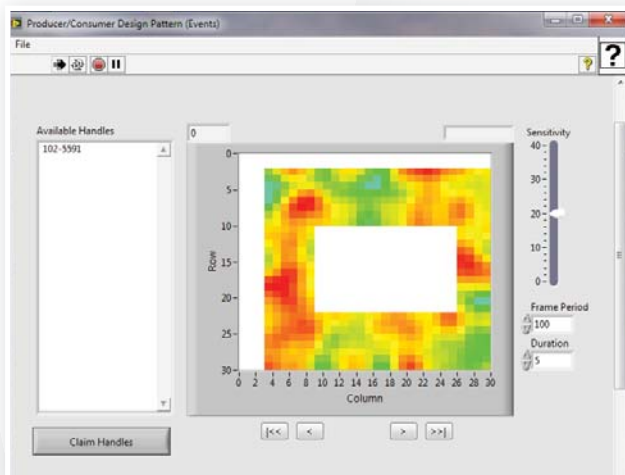 Producer/Consumer Design Pattern (Events)
File
?
?
Available Handles
102-5591
0
Sensitivity
40
30
20
10
0
0
5
10
15
20
25
30
Row
0 2 4 6 8 10 12 14 16 18 20 22 24 26 28 30
Column
Frame Period
100
Duration
5
|<< < > >>|
Claim Handles